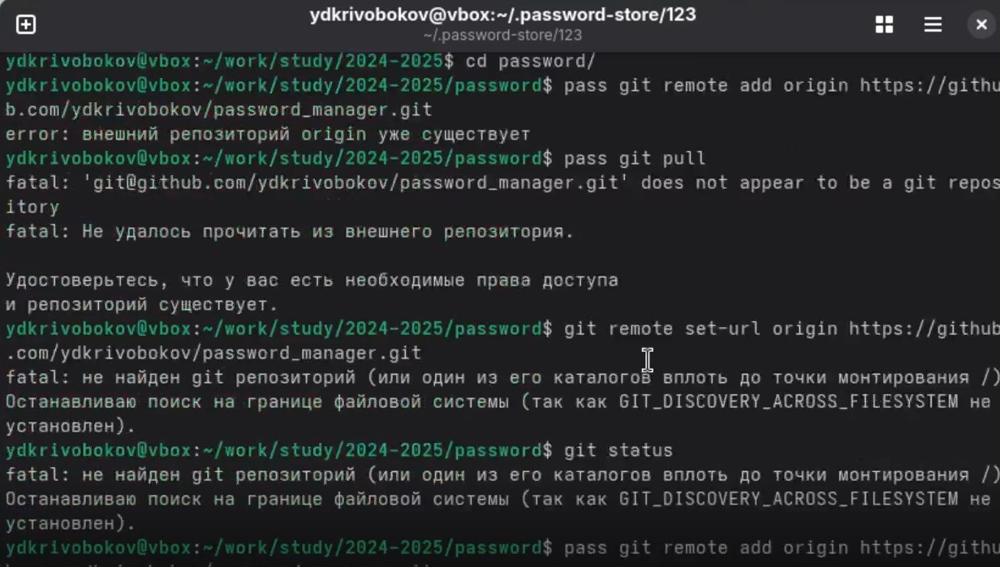 ydkrivobokov@vbox:~/.password-store/123
~/.password-store/123
ydkrivobokov@vbox:~/work/study/2024-2025$ cd password/
ydkrivobokov@vbox:~/work/study/2024-2025/password$ pass git remote add origin https://githu
b.com/ydkrivobokov/password_manager.git
error: внешний репозиторий origin уже существует
ydkrivobokov@vbox:~/work/study/2024-2025/password$ pass git pull
fatal: 'git@github.com/ydkrivobokov/password_manager.git' does not appear to be a git repos
itory
fatal: Не удалось прочитать из внешнего репозитория.
Удостоверьтесь, что у вас есть необходимые права доступа
и репозиторий существует.
ydkrivobokov@vbox:~/work/study/2024-2025/password$ git remote set-url origin https://github
.com/ydkrivobokov/password_manager.git
fatal: не найден git репозиторий (или один из его каталогов вплоть до точки монтирования /)
Останавливаю поиск на границе файловой системы (так как GIT_DISCOVERY_ACROSS_FILESYSTEM не
установлен).
ydkrivobokov@vbox:~/work/study/2024-2025/password$ git status
fatal: не найден git репозиторий (или один из его каталогов вплоть до точки монтирования /)
Останавливаю поиск на границе файловой системы (так как GIT_DISCOVERY_ACROSS_FILESYSTEM не
установлен).
ydkrivobokov@vbox:~/work/study/2024-2025/password$ pass git remote add origin https://githu